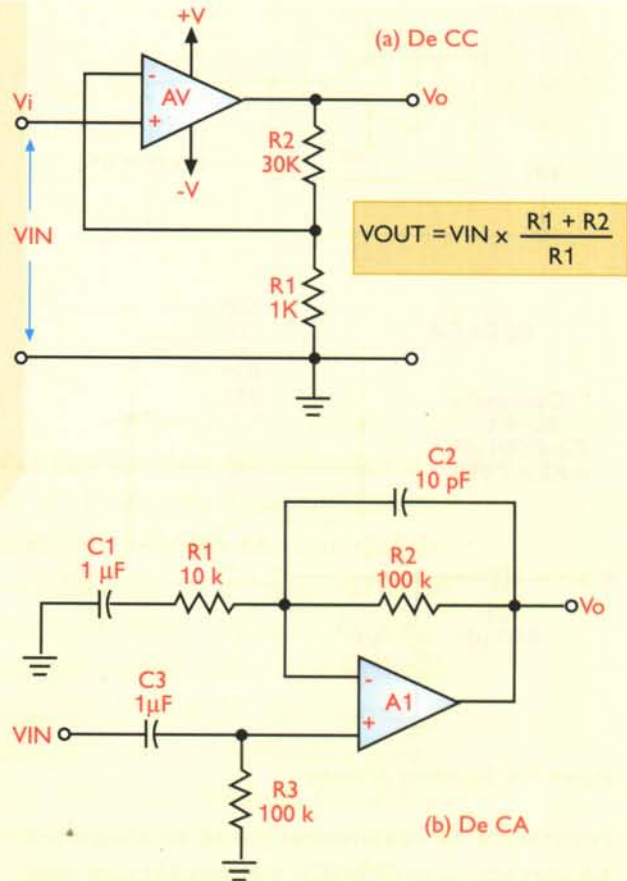 +V
(a) De CC
-
AV
Vi
+
Vo
R2
30K
-V
VIN
VOUT = VIN x R1 + R2
R1
R1
1K
C2
10 pF
C1
1 µF
R1
10 k
R2
100 k
Vo
-
A1
+
C3
1µF
VIN
R3
100 k
(b) De CA